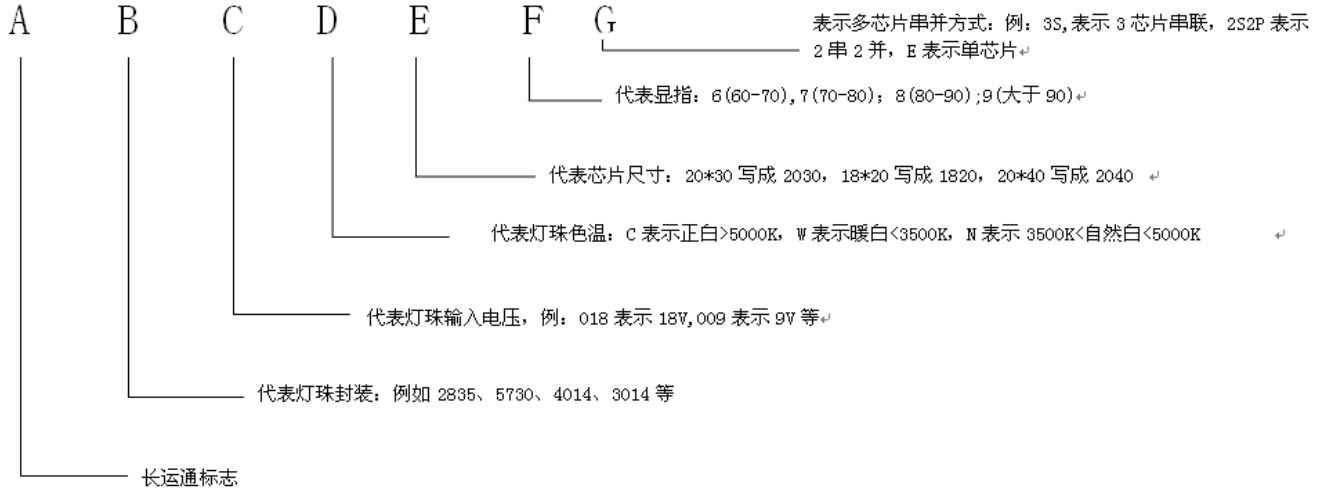 A B C D E F G
表示多芯片串并方式：例：3S,表示 3 芯片串联，2S2P 表示
2 串 2 并，E 表示单芯片↵
代表显指：6(60-70),7(70-80)；8(80-90);9(大于 90)↵
代表芯片尺寸：20*30 写成 2030，18*20 写成 1820，20*40 写成 2040 ↵
代表灯珠色温：C 表示正白>5000K，W 表示暖白<3500K，N 表示 3500K<自然白<5000K ↵
代表灯珠输入电压，例：018 表示 18V,009 表示 9V 等↵
代表灯珠封装：例如 2835、5730、4014、3014 等
长运通标志